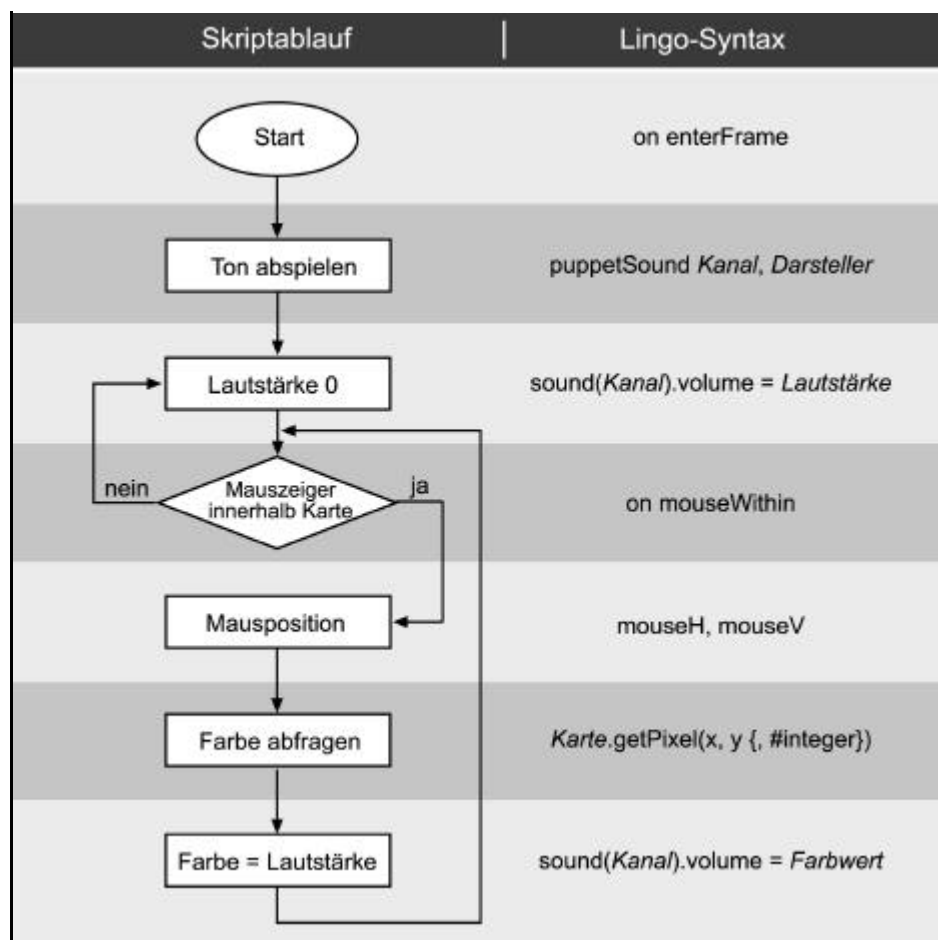 Skriptablauf | Lingo-Syntax
Start
on enterFrame
Ton abspielen
puppetSound Kanal, Darsteller
Lautstärke 0
sound(Kanal).volume = Lautstärke
nein
Mauszeiger
innerhalb Karte
ja
on mouseWithin
Mausposition
mouseH, mouseV
Farbe abfragen
Karte.getPixel(x, y {, #integer})
Farbe = Lautstärke
sound(Kanal).volume = Farbwert